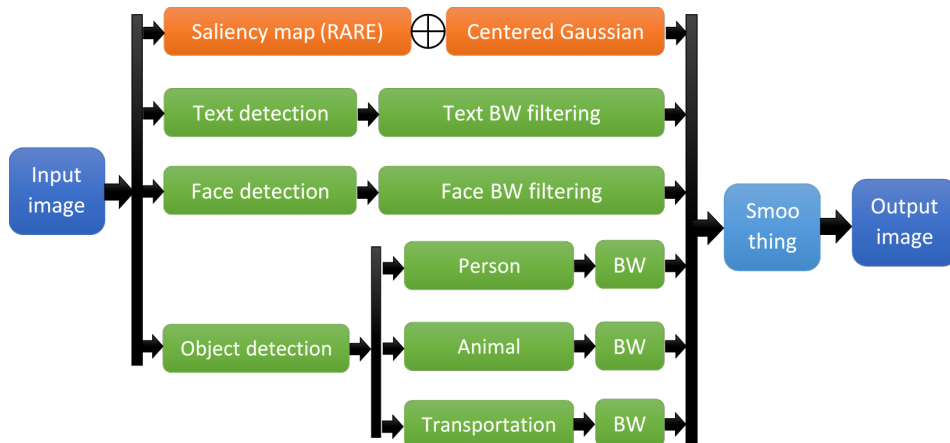 Saliency map (RARE)
Centered Gaussian
Text detection
Text BW filtering
Input
image
Face detection
Face BW filtering
Object detection
Person
BW
Animal
BW
Transportation
BW
Smoo
thing
Output
image